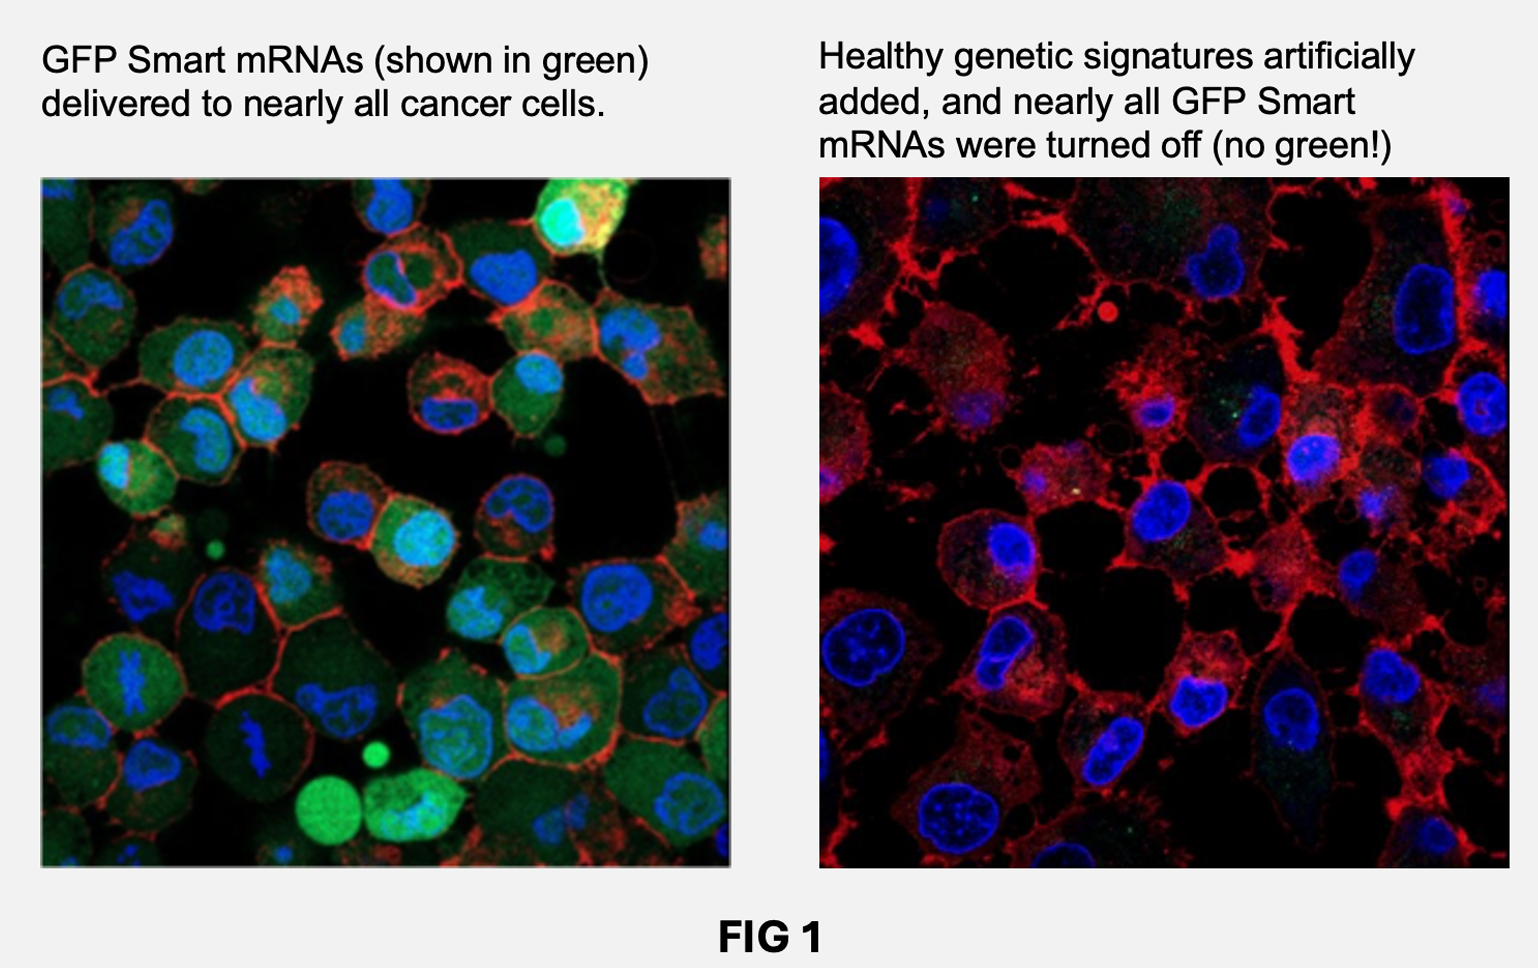 GFP Smart mRNAs (shown in green)
delivered to nearly all cancer cells.
Healthy genetic signatures artificially
added, and nearly all GFP Smart
mRNAs were turned off (no green!)
FIG 1